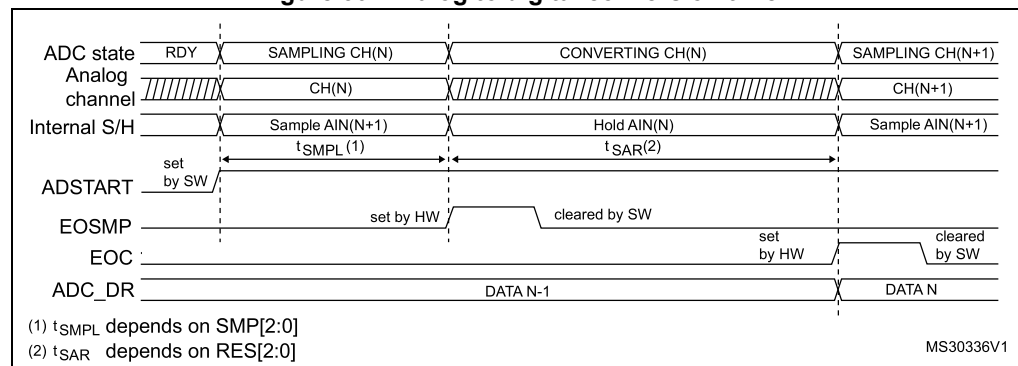 ADC state RDY SAMPLING CH(N) CONVERTING CH(N) SAMPLING CH(N+1)
Analog channel CH(N) CH(N+1)
Internal S/H Sample AIN(N+1) Hold AIN(N) Sample AIN(N+1)
tSMPL(1) tSAR(2)
ADSTART set by SW
EOSMP set by HW cleared by SW
EOC set by HW cleared by SW
ADC_DR DATA N-1 DATA N
(1) tSMPL depends on SMP[2:0]
(2) tSAR depends on RES[2:0]
MS30336V1